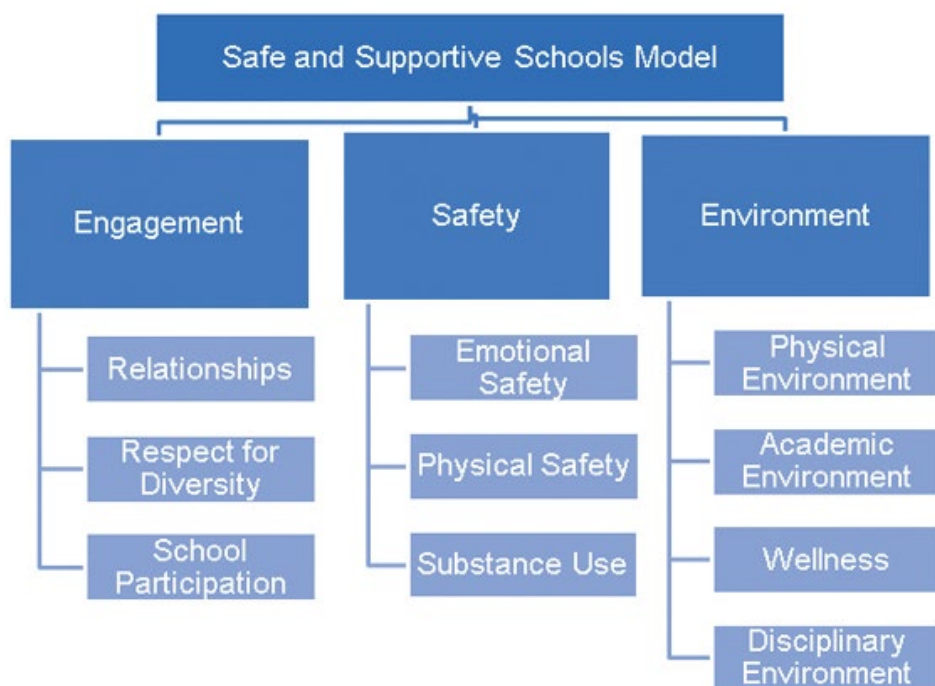 Safe and Supportive Schools Model
Engagement
Relationships
Respect for
Diversity
School
Participation
Safety
Emotional
Safety
Physical Safety
Substance Use
Environment
Physical
Environment
Academic
Environment
Wellness
Disciplinary
Environment